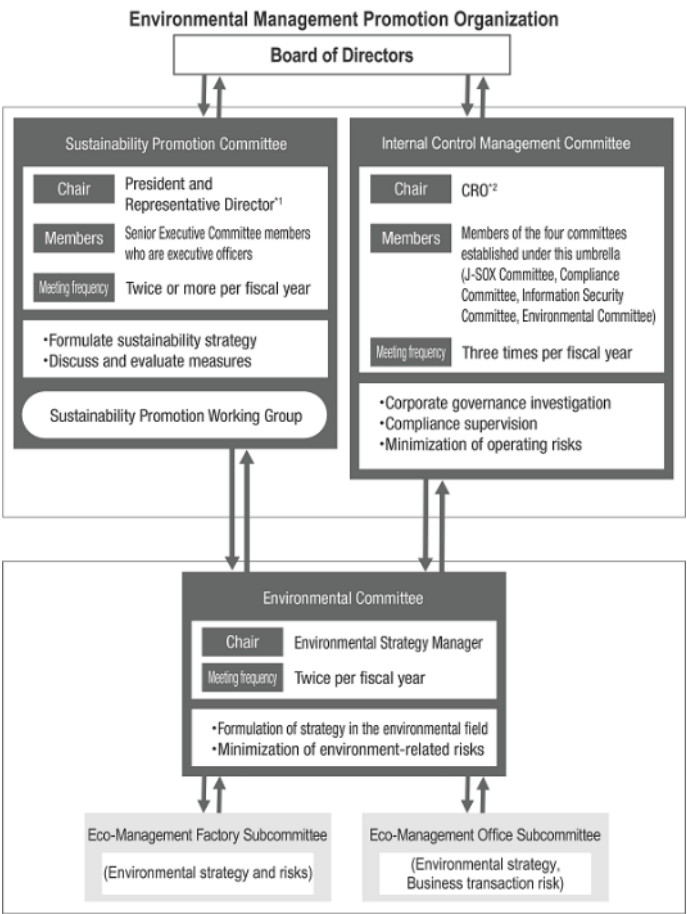 Environmental Management Promotion Organization
Board of Directors
Sustainability Promotion Committee
Chair
President and
Representative Director*1
Members
Senior Executive Committee members
who are executive officers
Meeting frequency
Twice or more per fiscal year
•Formulate sustainability strategy
•Discuss and evaluate measures
Sustainability Promotion Working Group
Internal Control Management Committee
Chair
CRO*2
Members
Members of the four committees
established under this umbrella
(J-SOX Committee, Compliance
Committee, Information Security
Committee, Environmental Committee)
Meeting frequency
Three times per fiscal year
•Corporate governance investigation
•Compliance supervision
•Minimization of operating risks
Environmental Committee
Chair
Environmental Strategy Manager
Meeting frequency
Twice per fiscal year
•Formulation of strategy in the environmental field
•Minimization of environment-related risks
Eco-Management Factory Subcommittee
(Environmental strategy and risks)
Eco-Management Office Subcommittee
(Environmental strategy,
Business transaction risk)